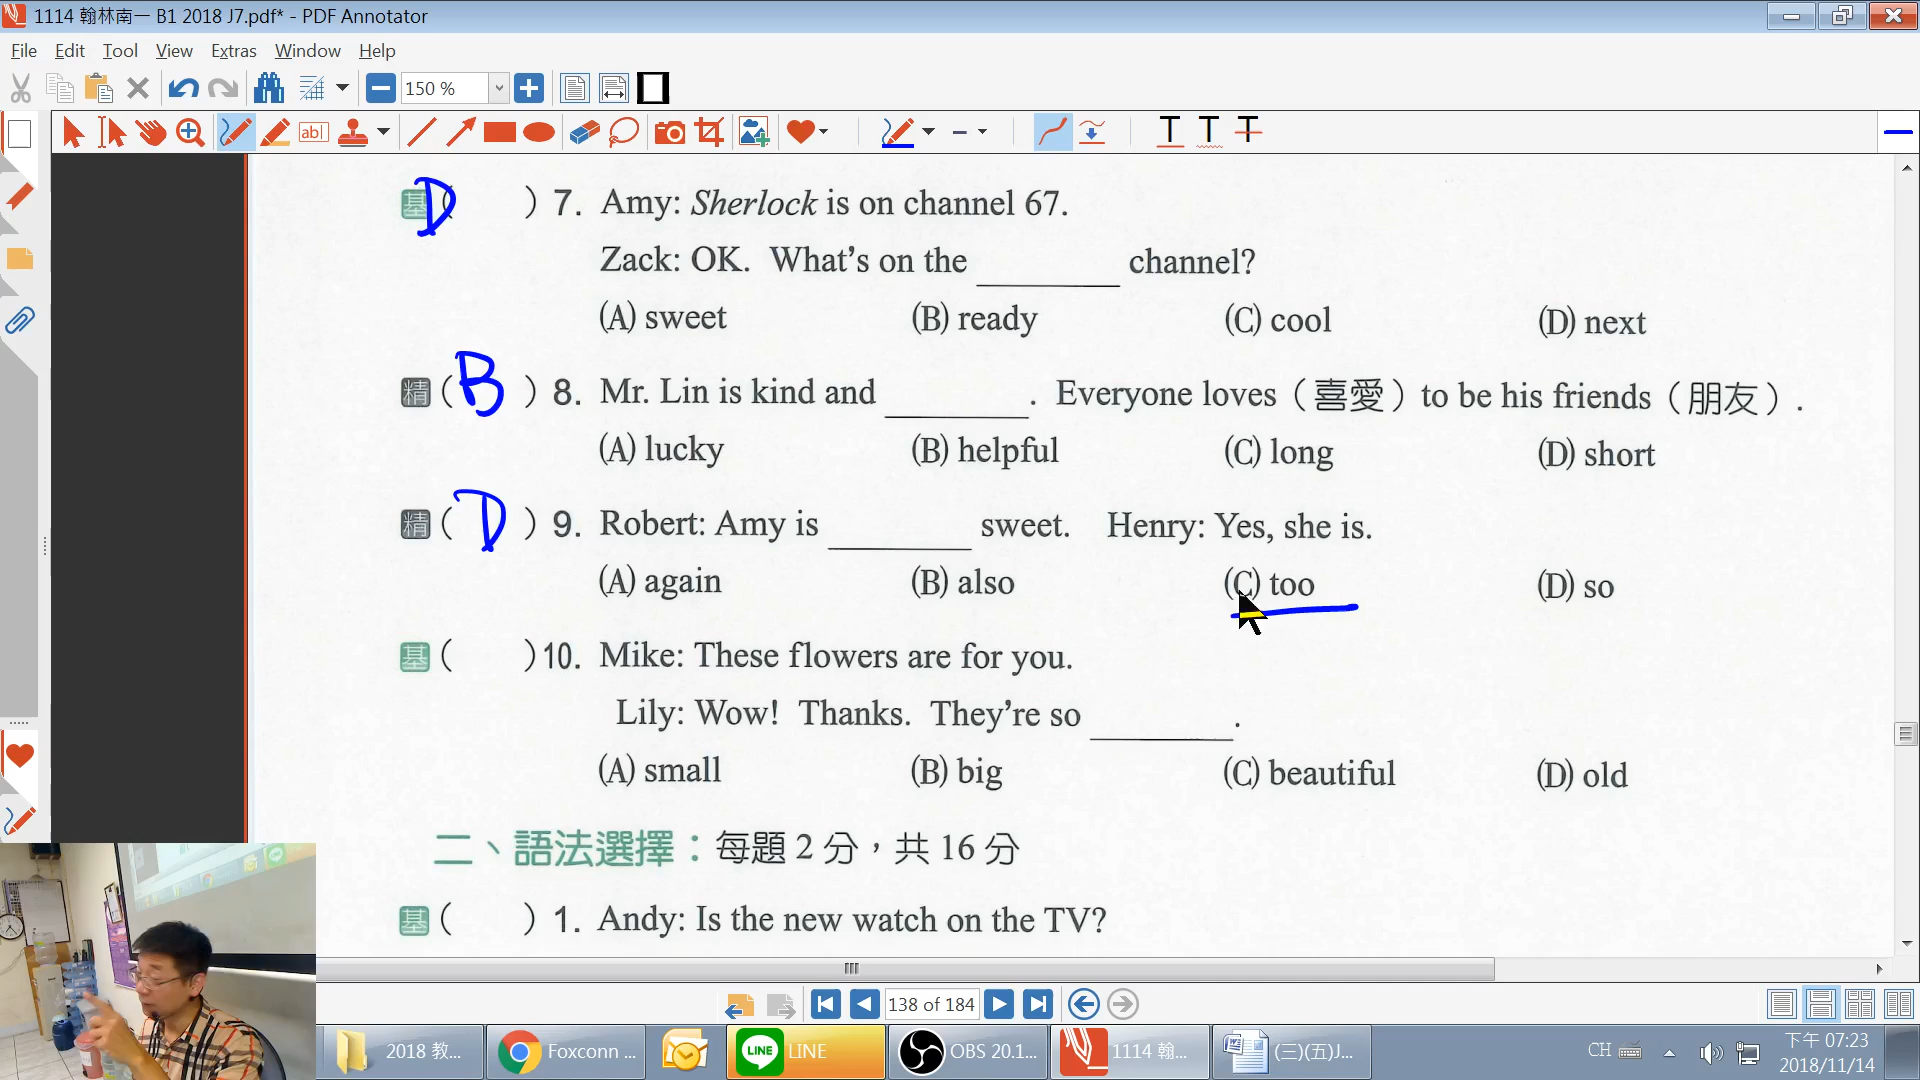 1114 翰林南一 B1 2018 J7.pdf* - PDF Annotator
File Edit Tool View Extras Window Help
150 %
ab|
T T T
基 D ( ) 7. Amy: Sherlock is on channel 67.
Zack: OK. What's on the ________ channel?
(A) sweet (B) ready (C) cool (D) next
精 ( B ) 8. Mr. Lin is kind and ________. Everyone loves（喜愛）to be his friends（朋友）.
(A) lucky (B) helpful (C) long (D) short
精 ( D ) 9. Robert: Amy is ________ sweet. Henry: Yes, she is.
(A) again (B) also (C) too (D) so
基 ( ) 10. Mike: These flowers are for you.
Lily: Wow! Thanks. They're so ________.
(A) small (B) big (C) beautiful (D) old
二、語法選擇：每題 2 分，共 16 分
基 ( ) 1. Andy: Is the new watch on the TV?
138 of 184
2018 教... Foxconn ... LINE LINE OBS 20.1... 1114 翰... (三)(五)J...
CH 下午 07:23
2018/11/14